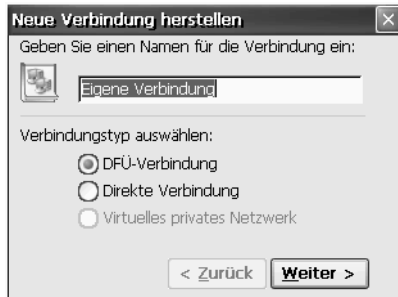 Neue Verbindung herstellen
Geben Sie einen Namen für die Verbindung ein:
Eigene Verbindung
Verbindungstyp auswählen:
DFÜ-Verbindung
Direkte Verbindung
Virtuelles privates Netzwerk
< Zurück Weiter >